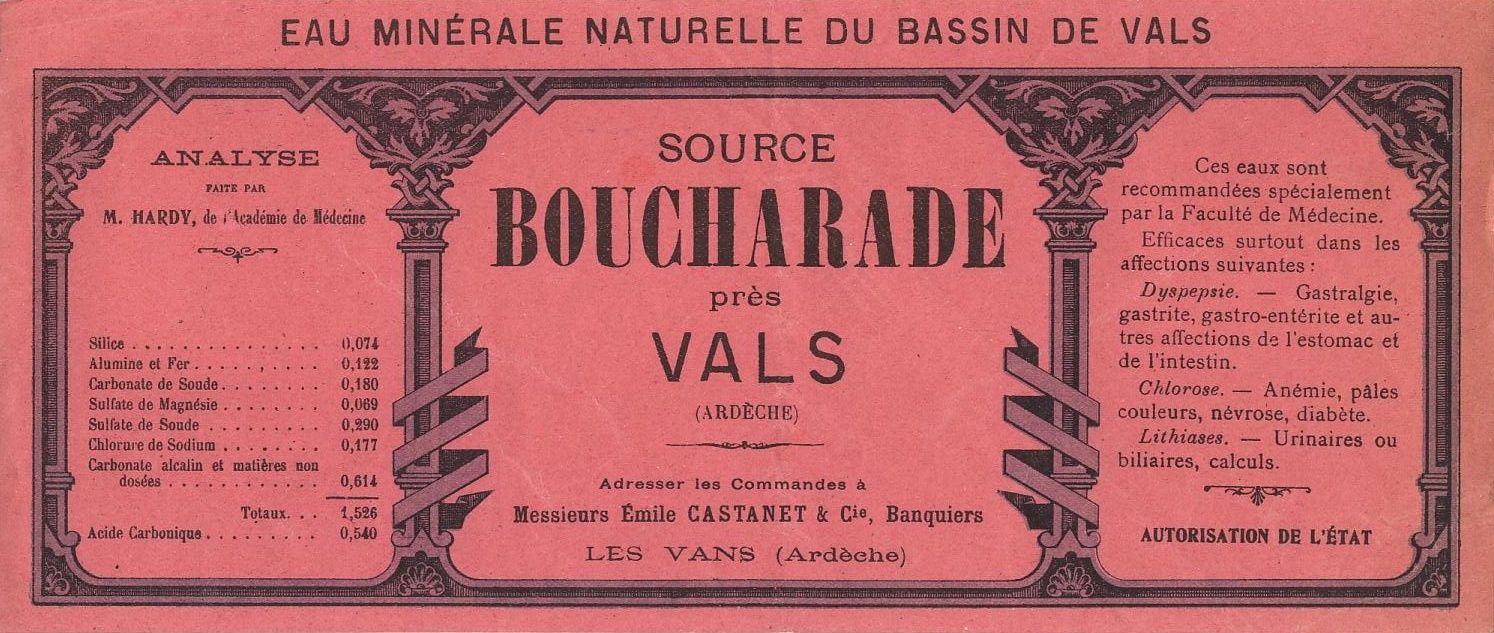 EAU MINÉRALE NATURELLE DU BASSIN DE VALS
ANALYSE
FAITE PAR
M. HARDY, de l'Académie de Médecine
Silice . . . . . . . . . . . . . . . 0,074
Alumine et Fer . . . . . . . . . . 0,122
Carbonate de Soude . . . . . . . . 0,180
Sulfate de Magnésie . . . . . . . . 0,069
Sulfate de Soude . . . . . . . . . 0,290
Chlorure de Sodium . . . . . . . . 0,177
Carbonate alcalin et matières non
dosées . . . . . . . . . . . . 0,614
Totaux. . . 1,526
Acide Carbonique . . . . . . . . . 0,540
SOURCE
BOUCHARADE
près
VALS
(ARDÈCHE)
Adresser les Commandes à
Messieurs Émile CASTANET & Cie, Banquiers
LES VANS (Ardèche)
Ces eaux sont
recommandées spécialement
par la Faculté de Médecine.
Efficaces surtout dans les
affections suivantes :
Dyspepsie. — Gastralgie,
gastrite, gastro-entérite et au-
tres affections de l'estomac et
de l'intestin.
Chlorose. — Anémie, pâles
couleurs, névrose, diabète.
Lithiases. — Urinaires ou
biliaires, calculs.
AUTORISATION DE L'ÉTAT